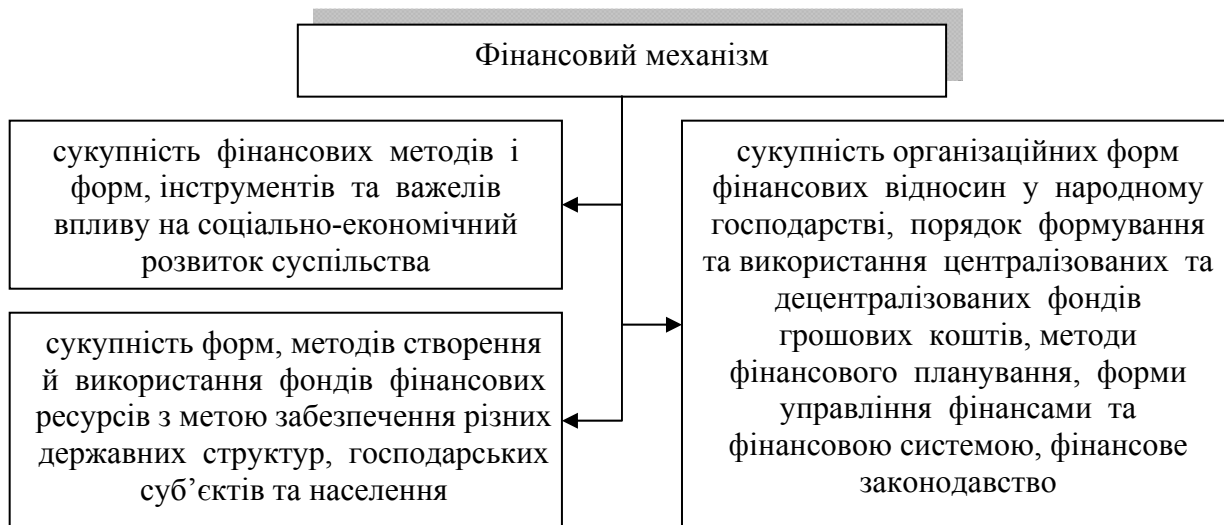 Фінансовий механізм
сукупність фінансових методів і
форм, інструментів та важелів
впливу на соціально-економічний
розвиток суспільства
сукупність форм, методів створення
й використання фондів фінансових
ресурсів з метою забезпечення різних
державних структур, господарських
суб’єктів та населення
сукупність організаційних форм
фінансових відносин у народному
господарстві, порядок формування
та використання централізованих та
децентралізованих фондів
грошових коштів, методи
фінансового планування, форми
управління фінансами та
фінансовою системою, фінансове
законодавство